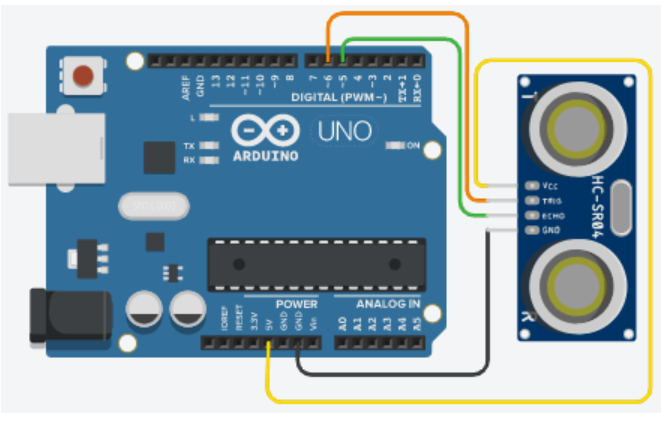 AREF
GND
13
12
~11
~10
~9
8
7
~6
~5
4
~3
2
TX→1
RX←0
DIGITAL (PWM~)
L
TX
RX
ARDUINO
UNO
ON
T
HC-SR04
VCC
TRIG
ECHO
GND
R
POWER
ANALOG IN
IOREF
RESET
3.3V
5V
GND
GND
Vin
A0
A1
A2
A3
A4
A5